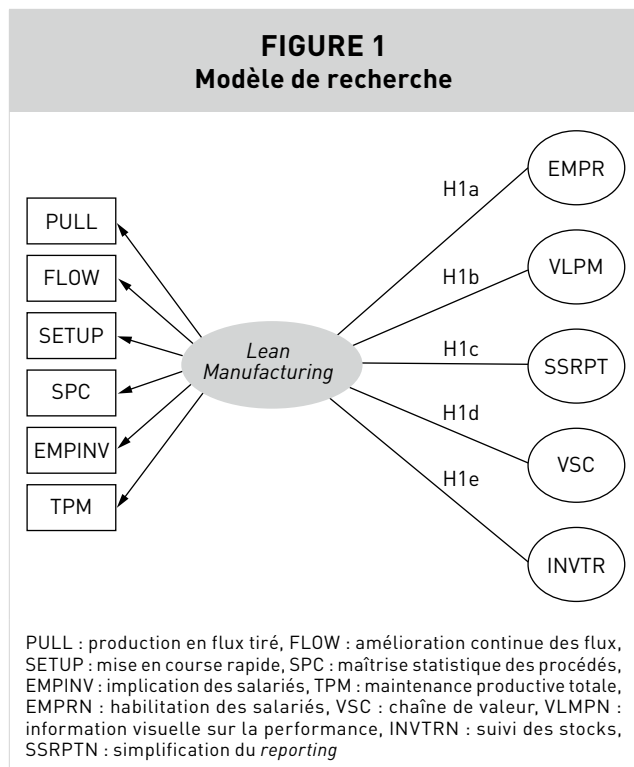 FIGURE 1
Modèle de recherche
PULL
FLOW
SETUP
SPC
EMPINV
TPM
Lean
Manufacturing
H1a
H1b
H1c
H1d
H1e
EMPR
VLPM
SSRPT
VSC
INVTR
PULL : production en flux tiré, FLOW : amélioration continue des flux,
SETUP : mise en course rapide, SPC : maîtrise statistique des procédés,
EMPINV : implication des salariés, TPM : maintenance productive totale,
EMPRN : habilitation des salariés, VSC : chaîne de valeur, VLMPN :
information visuelle sur la performance, INVTRN : suivi des stocks,
SSRPTN : simplification du reporting